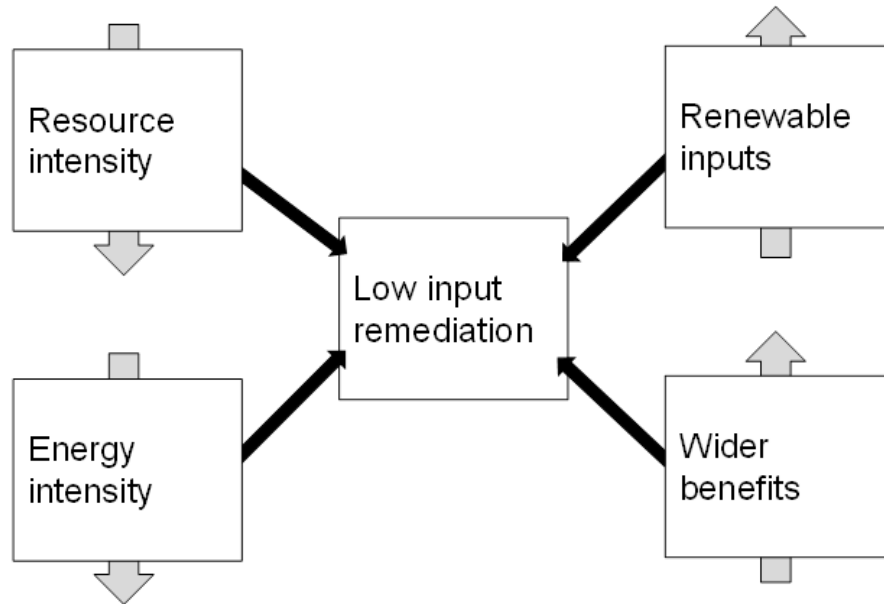 Resource
intensity
Renewable
inputs
Low input
remediation
Energy
intensity
Wider
benefits